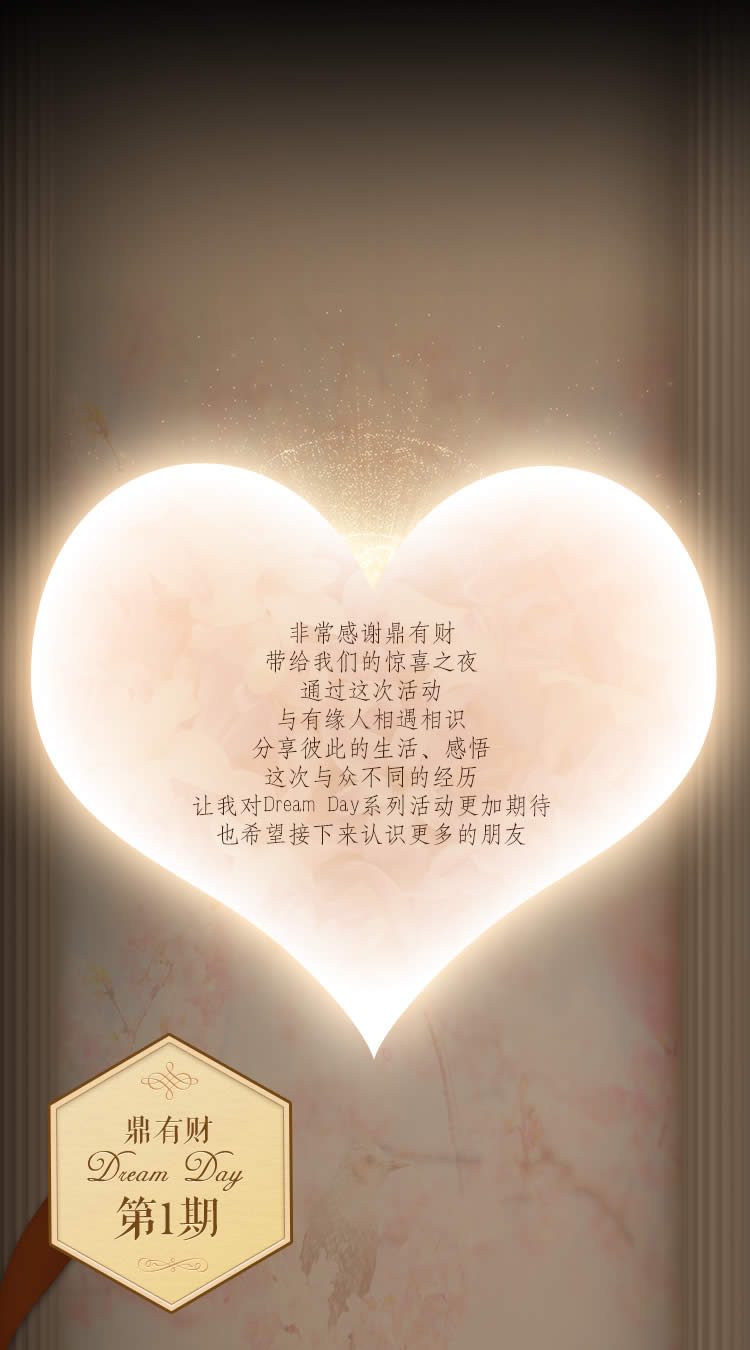 非常感谢鼎有财
带给我们的惊喜之夜
通过这次活动
与有缘人相遇相识
分享彼此的生活、感悟
这次与众不同的经历
让我对Dream Day系列活动更加期待
也希望接下来认识更多的朋友
鼎有财
Dream Day
第1期